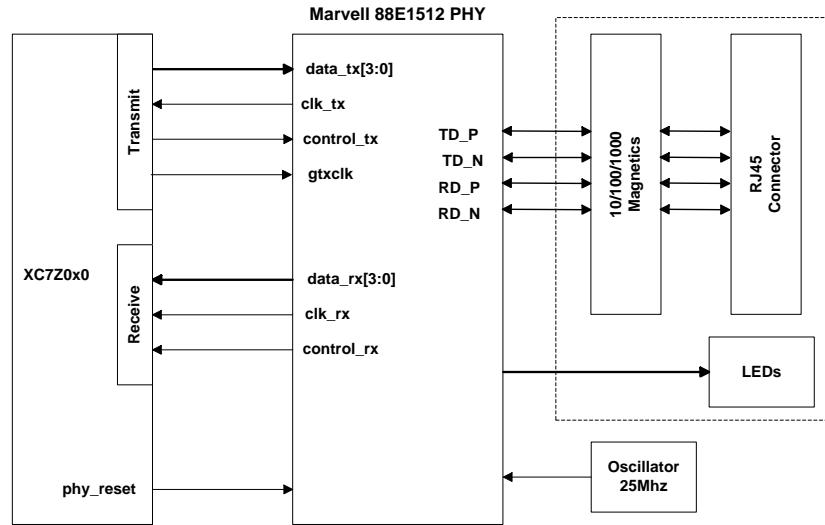 Marvell 88E1512 PHY
Transmit
data_tx[3:0]
clk_tx
control_tx
gtxclk
TD_P
TD_N
RD_P
RD_N
10/100/1000
Magnetics
RJ45
Connector
XC7Z0x0
Receive
data_rx[3:0]
clk_rx
control_rx
LEDs
phy_reset
Oscillator
25Mhz